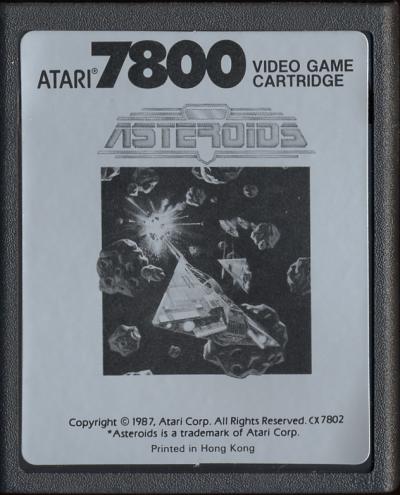 ATARI® 7800 VIDEO GAME
CARTRIDGE
ASTEROIDS
Copyright © 1987, Atari Corp. All Rights Reserved. CX7802
*Asteroids is a trademark of Atari Corp.
Printed in Hong Kong